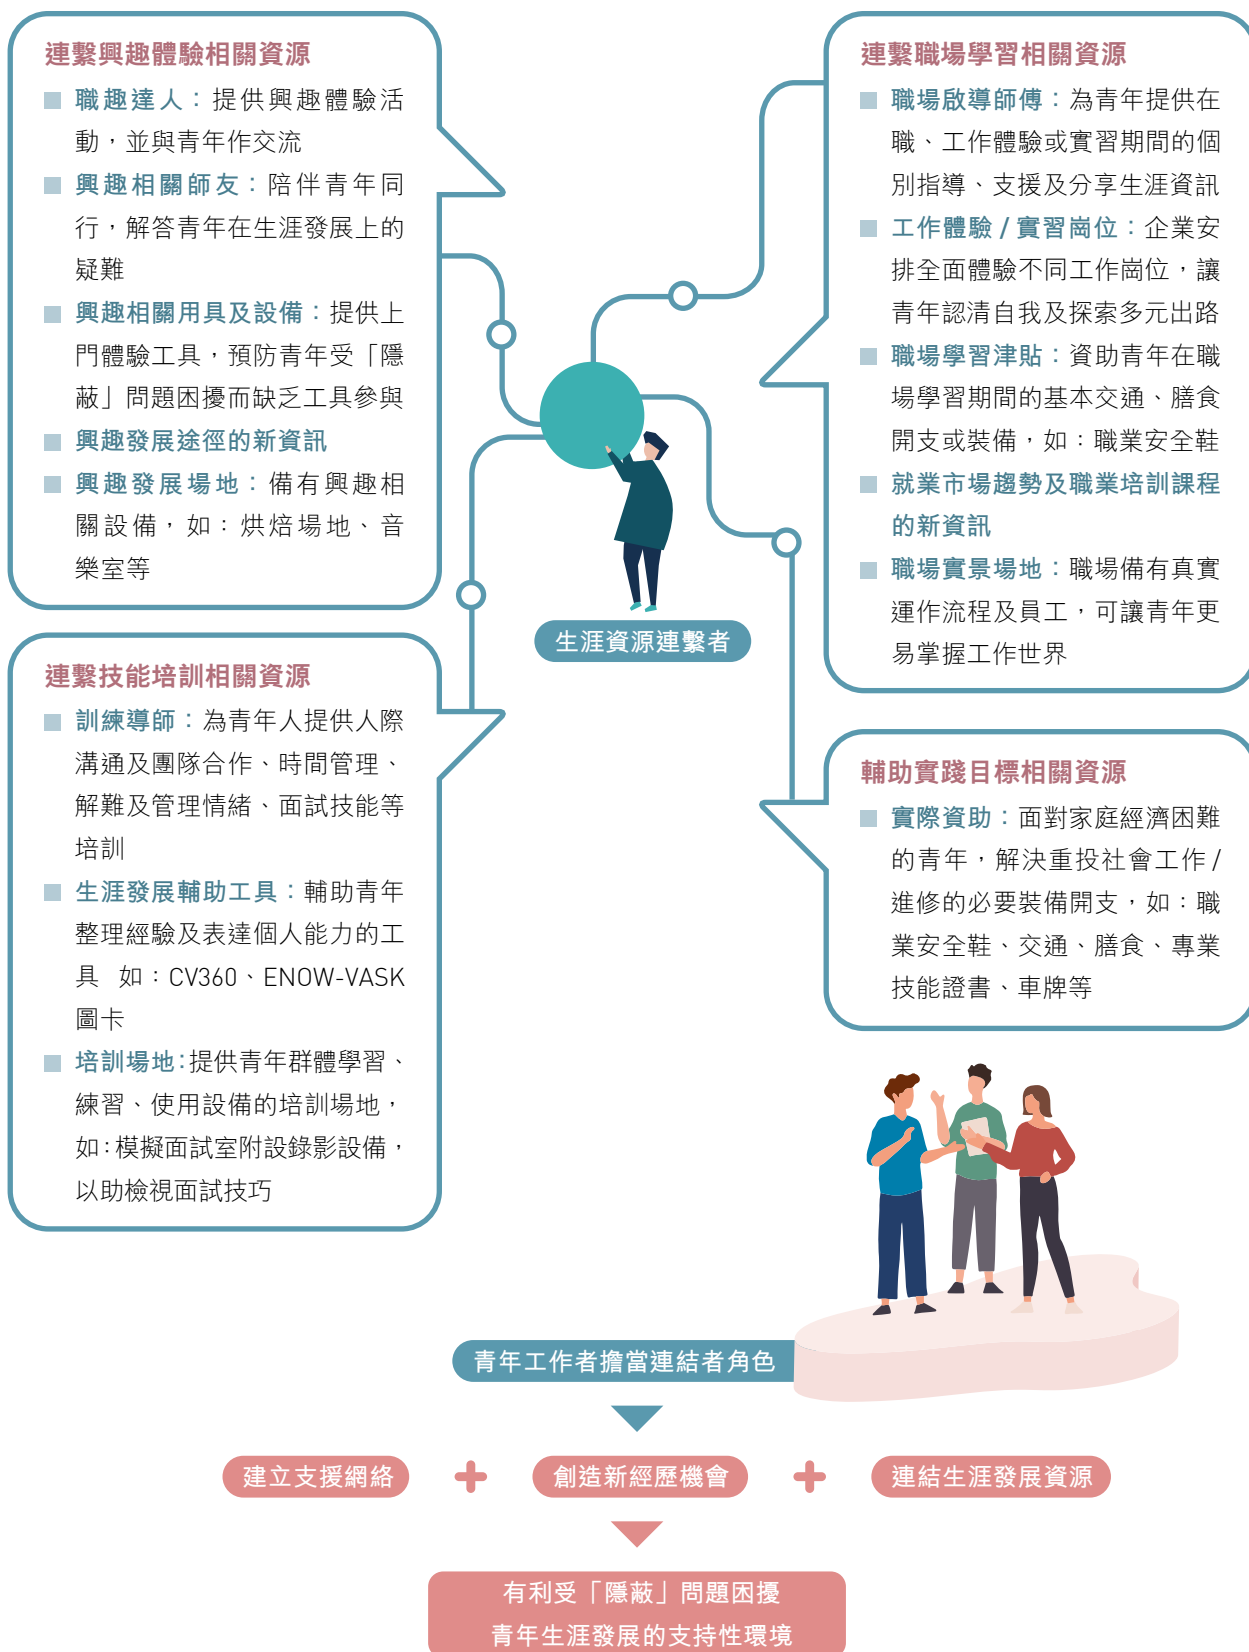 連繫興趣體驗相關資源
職趣達人：提供興趣體驗活
動，並與青年作交流
興趣相關師友：陪伴青年同
行，解答青年在生涯發展上的
疑難
興趣相關用具及設備：提供上
門體驗工具，預防青年受「隱
蔽」問題困擾而缺乏工具參與
興趣發展途徑的新資訊
興趣發展場地：備有興趣相
關設備，如：烘焙場地、音
樂室等
連繫技能培訓相關資源
訓練導師：為青年人提供人際
溝通及團隊合作、時間管理、
解難及管理情緒、面試技能等
培訓
生涯發展輔助工具：輔助青年
整理經驗及表達個人能力的工
具 如：CV360、ENOW-VASK
圖卡
培訓場地：提供青年群體學習、
練習、使用設備的培訓場地，
如：模擬面試室附設錄影設備，
以助檢視面試技巧
生涯資源連繫者
連繫職場學習相關資源
職場啟導師傅：為青年提供在
職、工作體驗或實習期間的個
別指導、支援及分享生涯資訊
工作體驗 / 實習崗位：企業安
排全面體驗不同工作崗位，讓
青年認清自我及探索多元出路
職場學習津貼：資助青年在職
場學習期間的基本交通、膳食
開支或裝備，如：職業安全鞋
就業市場趨勢及職業培訓課程
的新資訊
職場實景場地：職場備有真實
運作流程及員工，可讓青年更
易掌握工作世界
輔助實踐目標相關資源
實際資助：面對家庭經濟困難
的青年，解決重投社會工作 /
進修的必要裝備開支，如：職
業安全鞋、交通、膳食、專業
技能證書、車牌等
青年工作者擔當連結者角色
建立支援網絡 + 創造新經歷機會 + 連結生涯發展資源
有利受「隱蔽」問題困擾
青年生涯發展的支持性環境